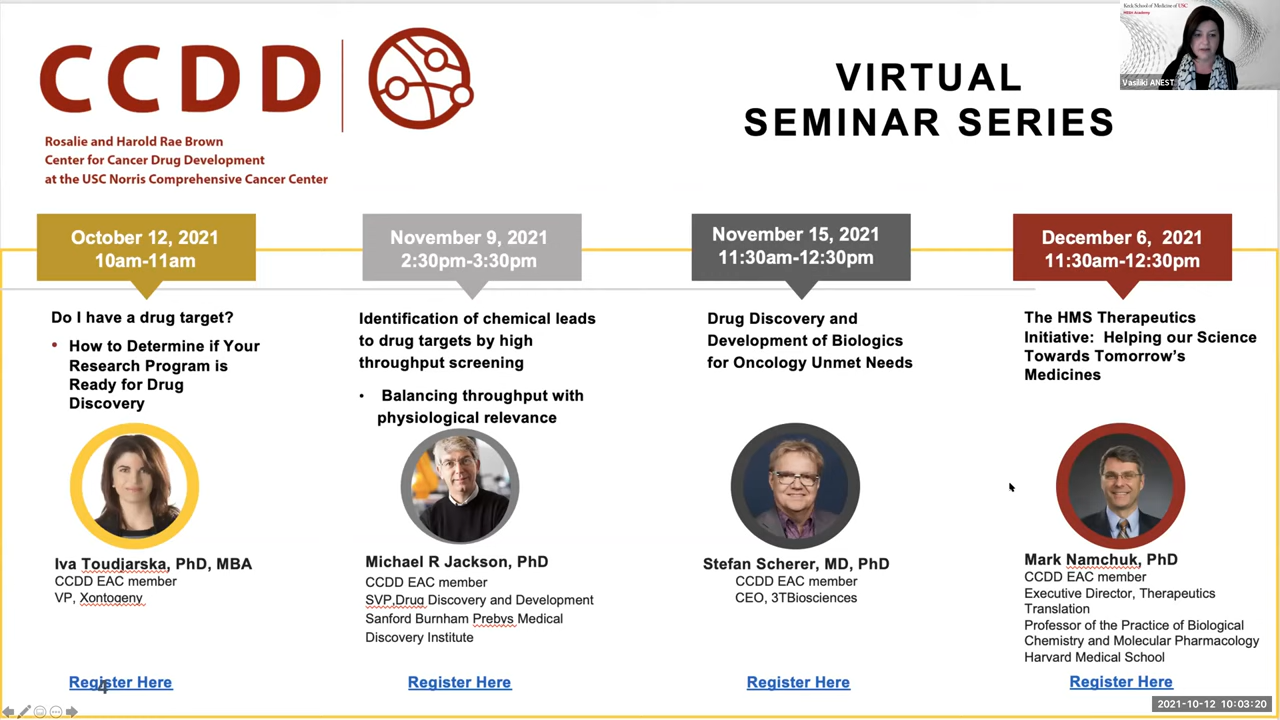 CCDD
Rosalie and Harold Rae Brown
Center for Cancer Drug Development
at the USC Norris Comprehensive Cancer Center
VIRTUAL
SEMINAR SERIES
Keck School of Medicine of USC
Vasiliki ANEST
October 12, 2021
10am-11am
Do I have a drug target?
• How to Determine if Your
Research Program is
Ready for Drug
Discovery
Iva Toudjarska, PhD, MBA
CCDD EAC member
VP, Xontogeny
Register Here
4
November 9, 2021
2:30pm-3:30pm
Identification of chemical leads
to drug targets by high
throughput screening
• Balancing throughput with
physiological relevance
Michael R Jackson, PhD
CCDD EAC member
SVP,Drug Discovery and Development
Sanford Burnham Prebys Medical
Discovery Institute
Register Here
November 15, 2021
11:30am-12:30pm
Drug Discovery and
Development of Biologics
for Oncology Unmet Needs
Stefan Scherer, MD, PhD
CCDD EAC member
CEO, 3TBiosciences
Register Here
December 6, 2021
11:30am-12:30pm
The HMS Therapeutics
Initiative: Helping our Science
Towards Tomorrow's
Medicines
Mark Namchuk, PhD
CCDD EAC member
Executive Director, Therapeutics
Translation
Professor of the Practice of Biological
Chemistry and Molecular Pharmacology
Harvard Medical School
Register Here
2021-10-12 10:03:20